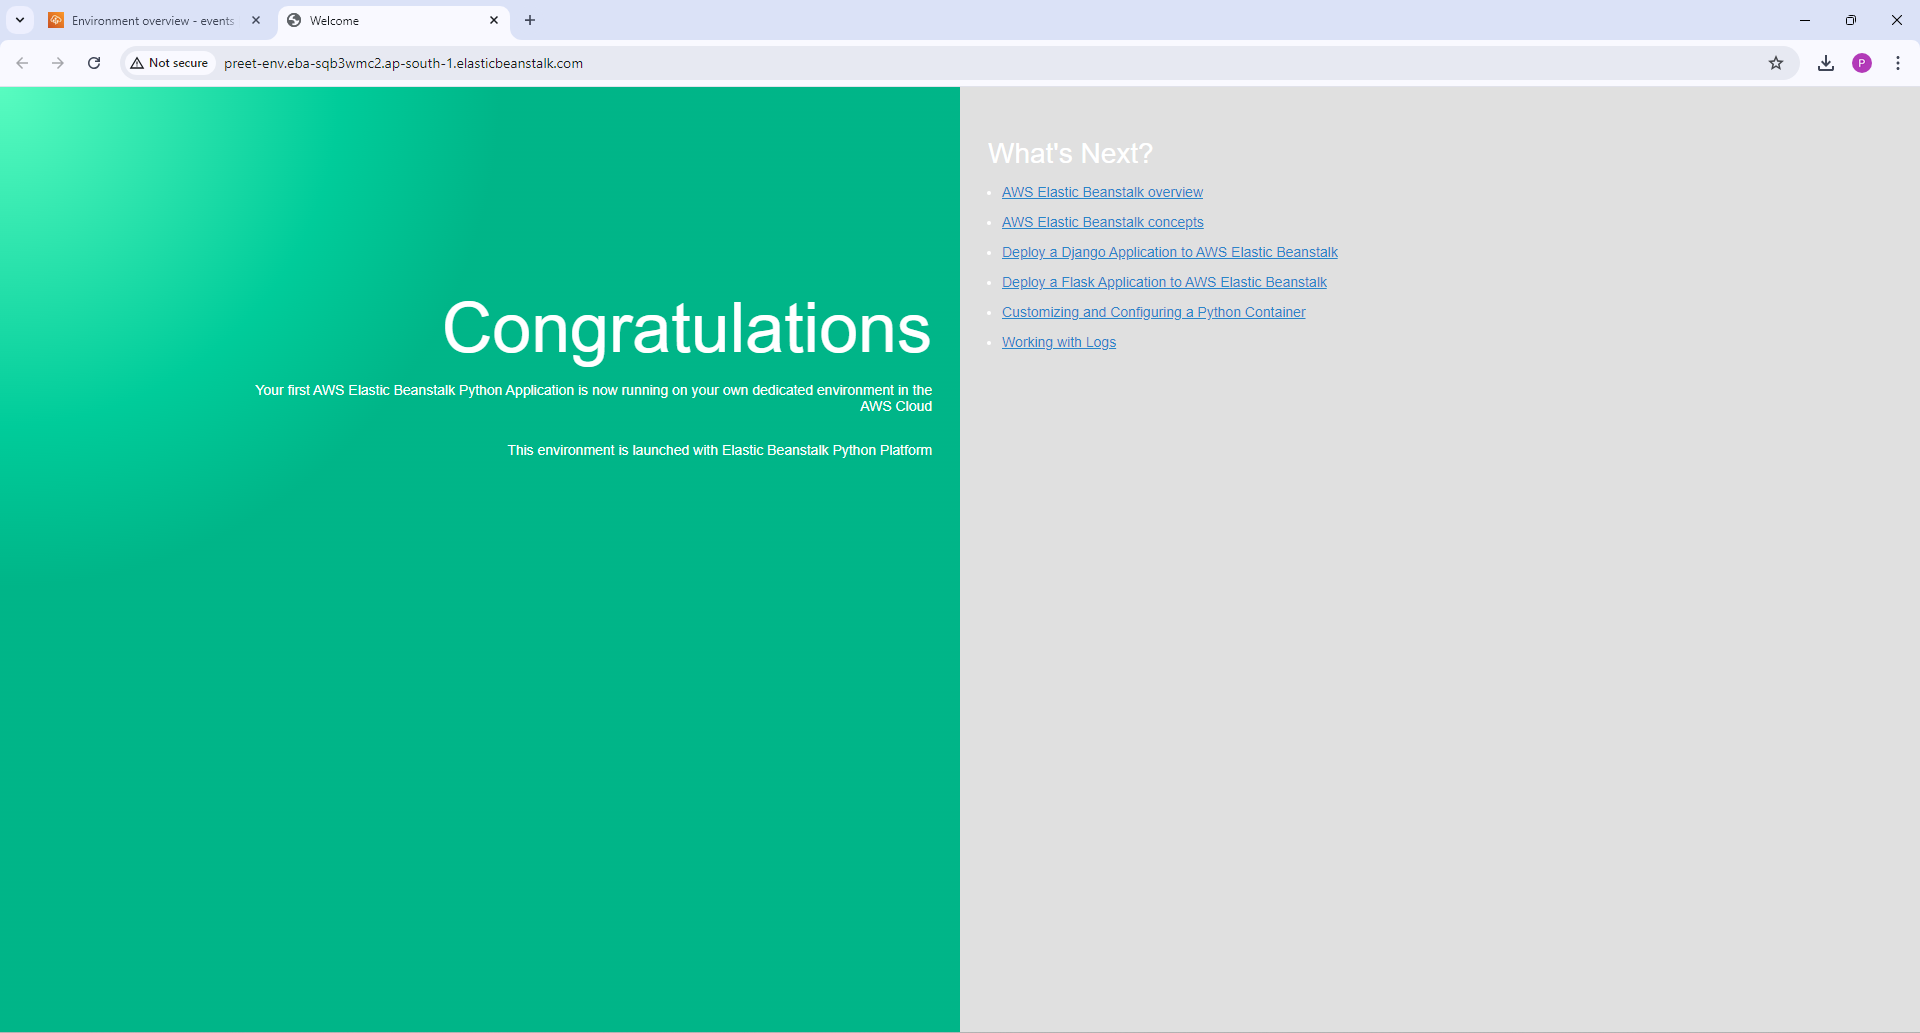 Environment overview - events
Welcome
Not secure
preet-env.eba-sqb3wmc2.ap-south-1.elasticbeanstalk.com
P
Congratulations
Your first AWS Elastic Beanstalk Python Application is now running on your own dedicated environment in the
AWS Cloud
This environment is launched with Elastic Beanstalk Python Platform
What's Next?
AWS Elastic Beanstalk overview
AWS Elastic Beanstalk concepts
Deploy a Django Application to AWS Elastic Beanstalk
Deploy a Flask Application to AWS Elastic Beanstalk
Customizing and Configuring a Python Container
Working with Logs